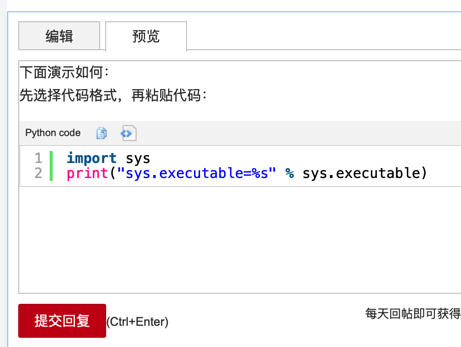 编辑 预览
下面演示如何：
先选择代码格式，再粘贴代码：
Python code
1 import sys
2 print("sys.executable=%s" % sys.executable)
提交回复 (Ctrl+Enter) 每天回帖即可获得